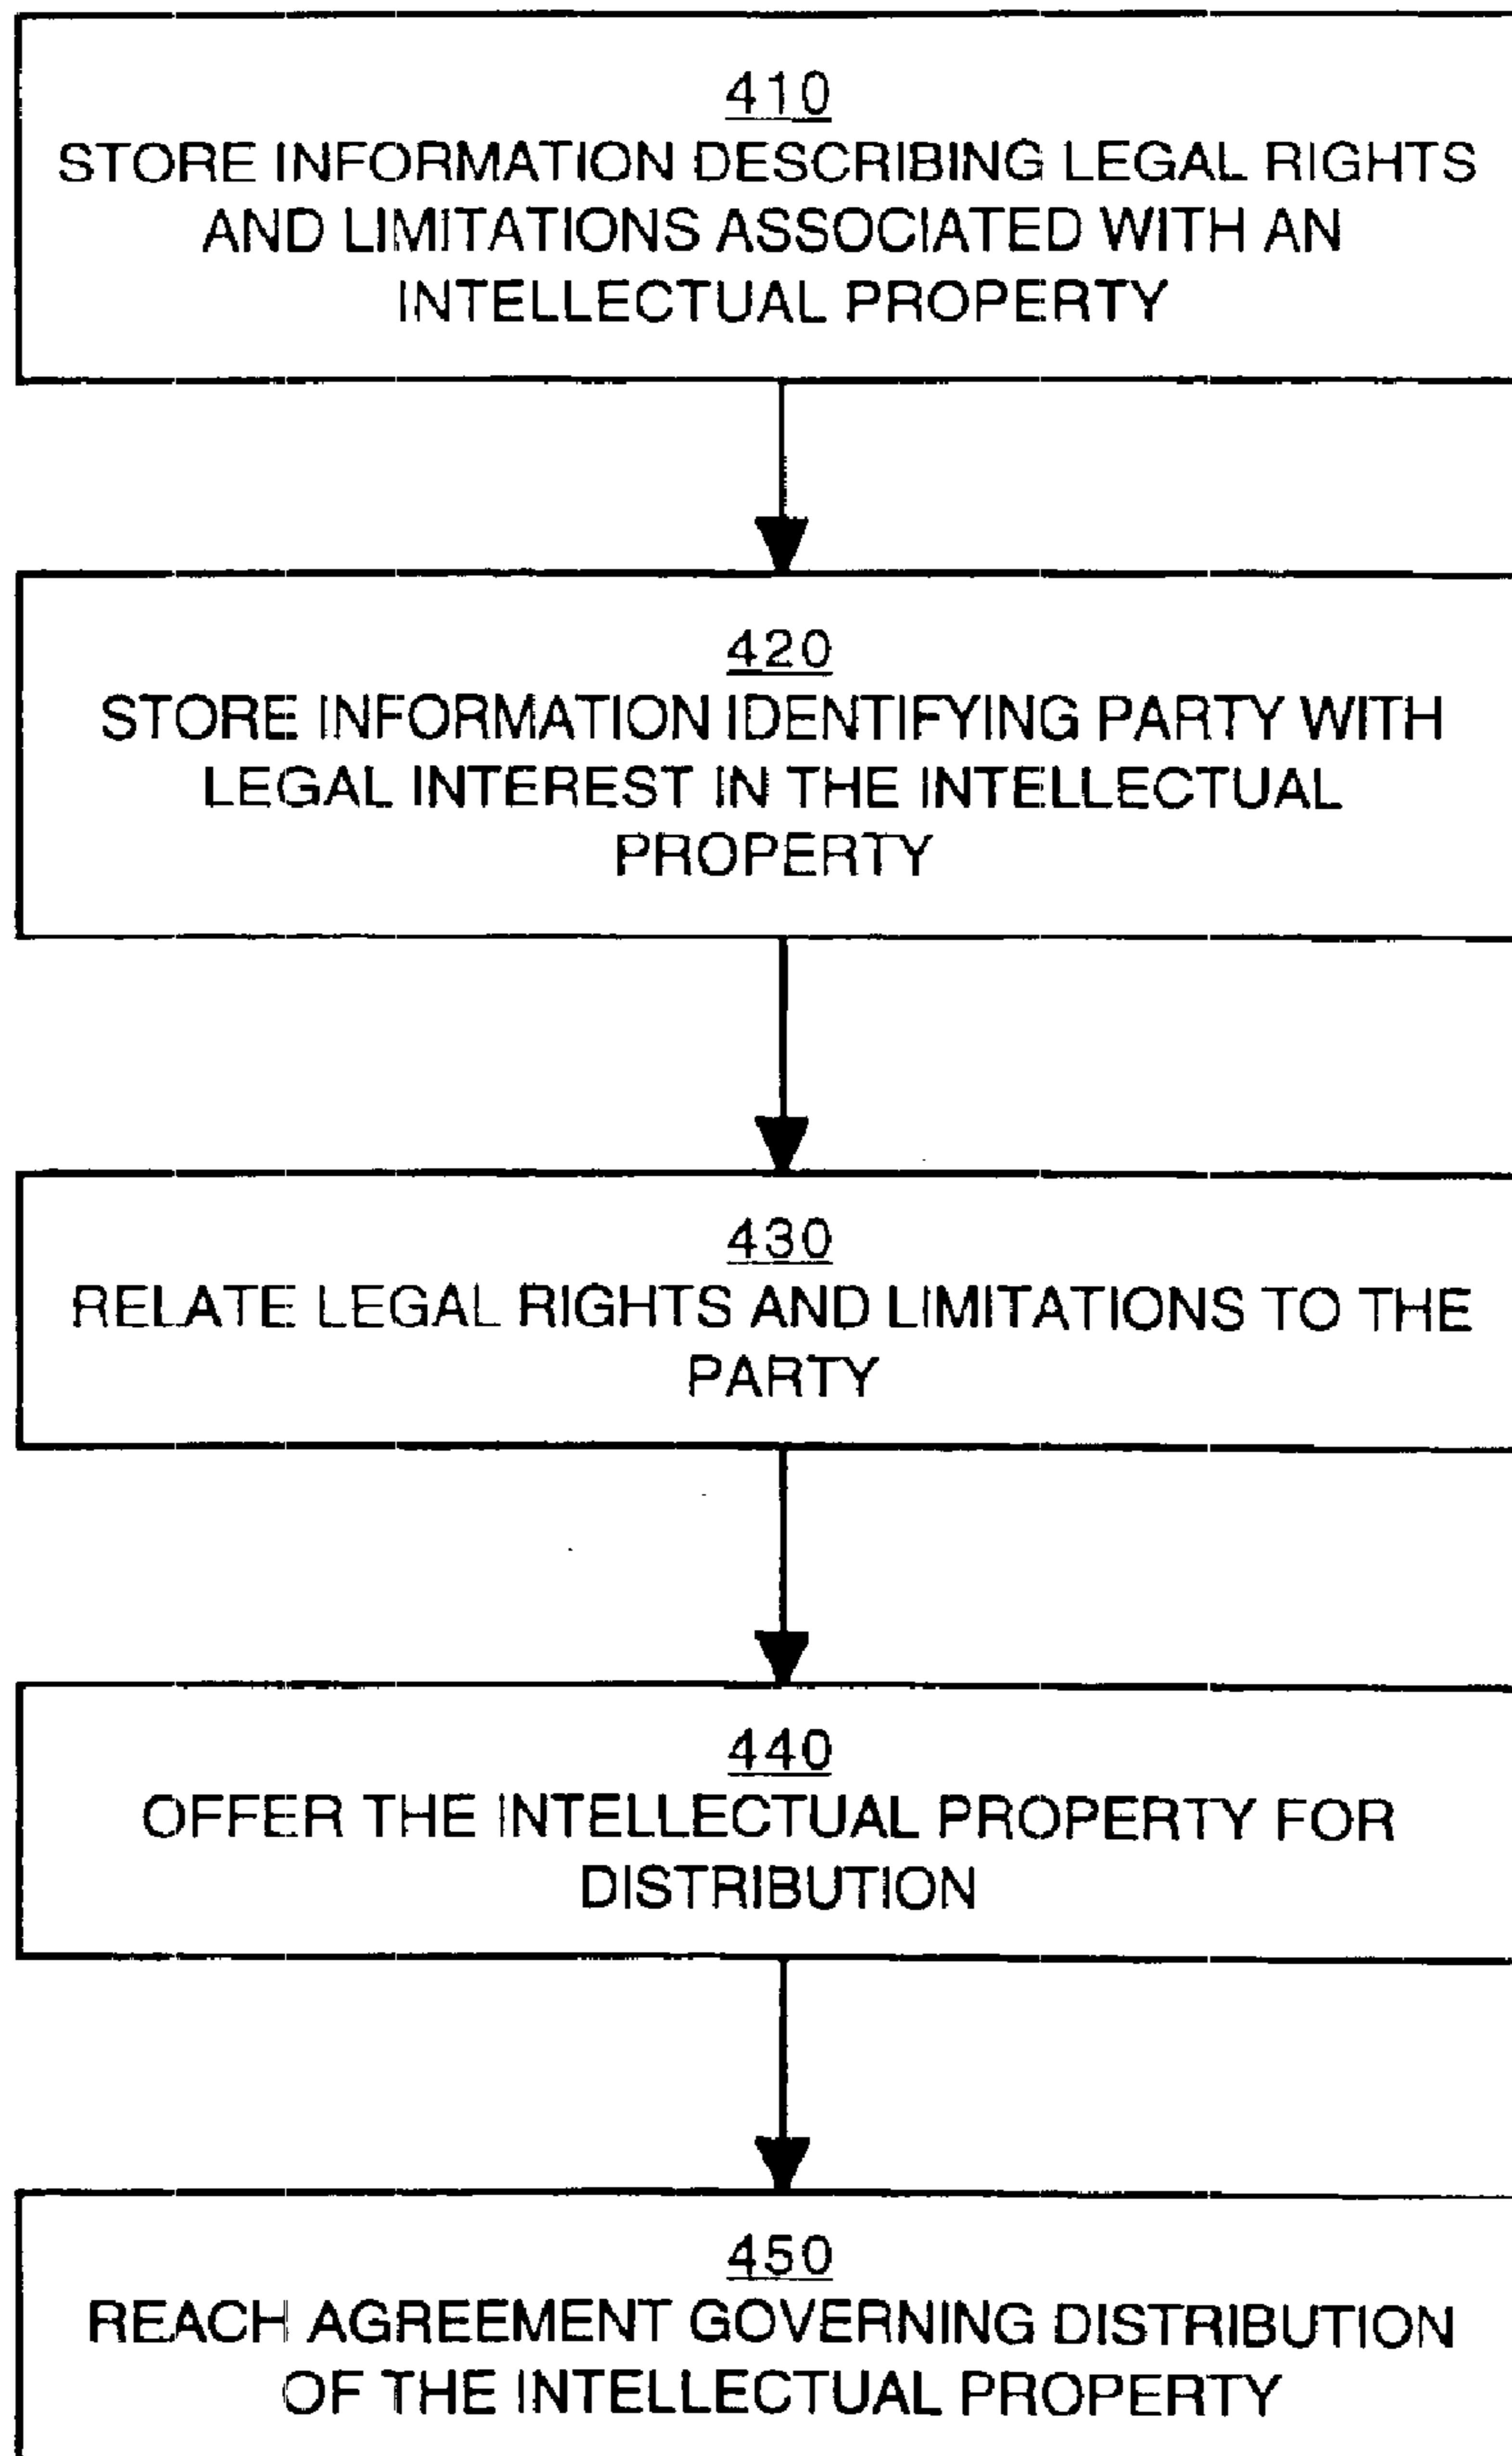 410
STORE INFORMATION DESCRIBING LEGAL RIGHTS
AND LIMITATIONS ASSOCIATED WITH AN
INTELLECTUAL PROPERTY
420
STORE INFORMATION IDENTIFYING PARTY WITH
LEGAL INTEREST IN THE INTELLECTUAL
PROPERTY
430
RELATE LEGAL RIGHTS AND LIMITATIONS TO THE
PARTY
440
OFFER THE INTELLECTUAL PROPERTY FOR
DISTRIBUTION
450
REACH AGREEMENT GOVERNING DISTRIBUTION
OF THE INTELLECTUAL PROPERTY